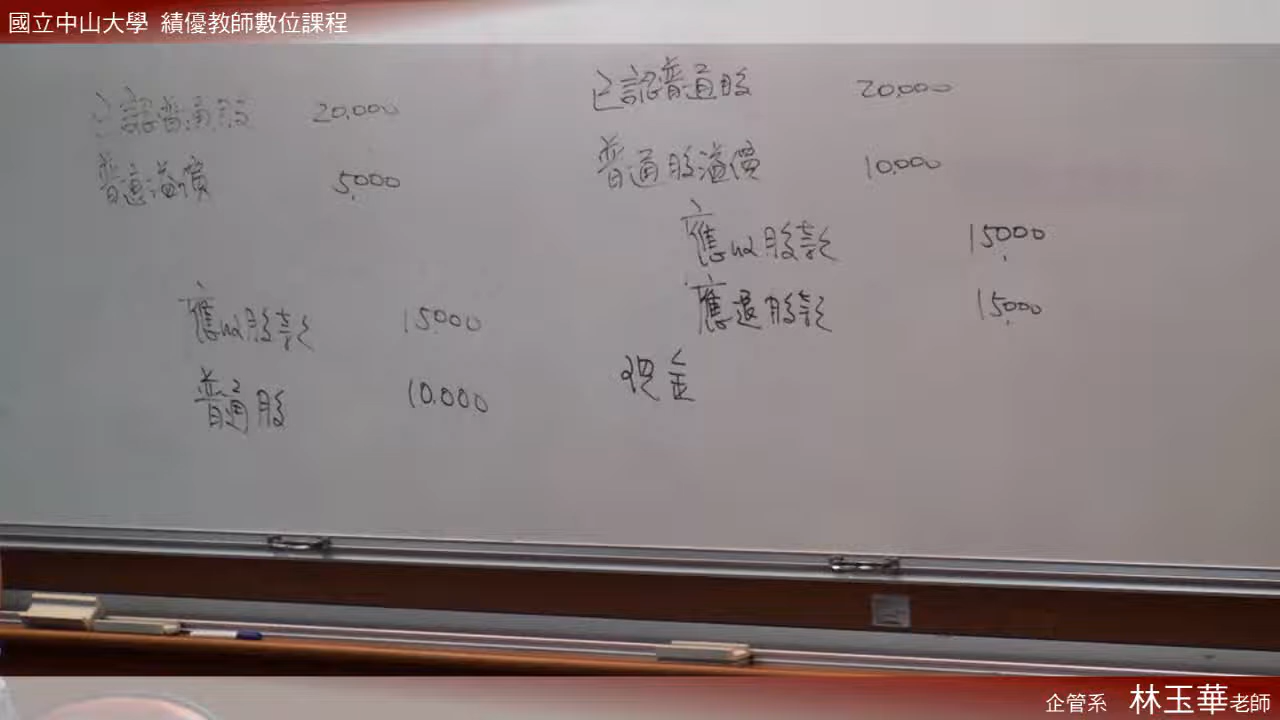 國立中山大學 績優教師數位課程
已認普通股 20,000
普通溢價 5,000
應收股款 15,000
普通股 10,000
已認普通股 20,000
普通股溢價 10,000
應收股款 15,000
應退股款 15,000
現金
企管系 林玉華老師